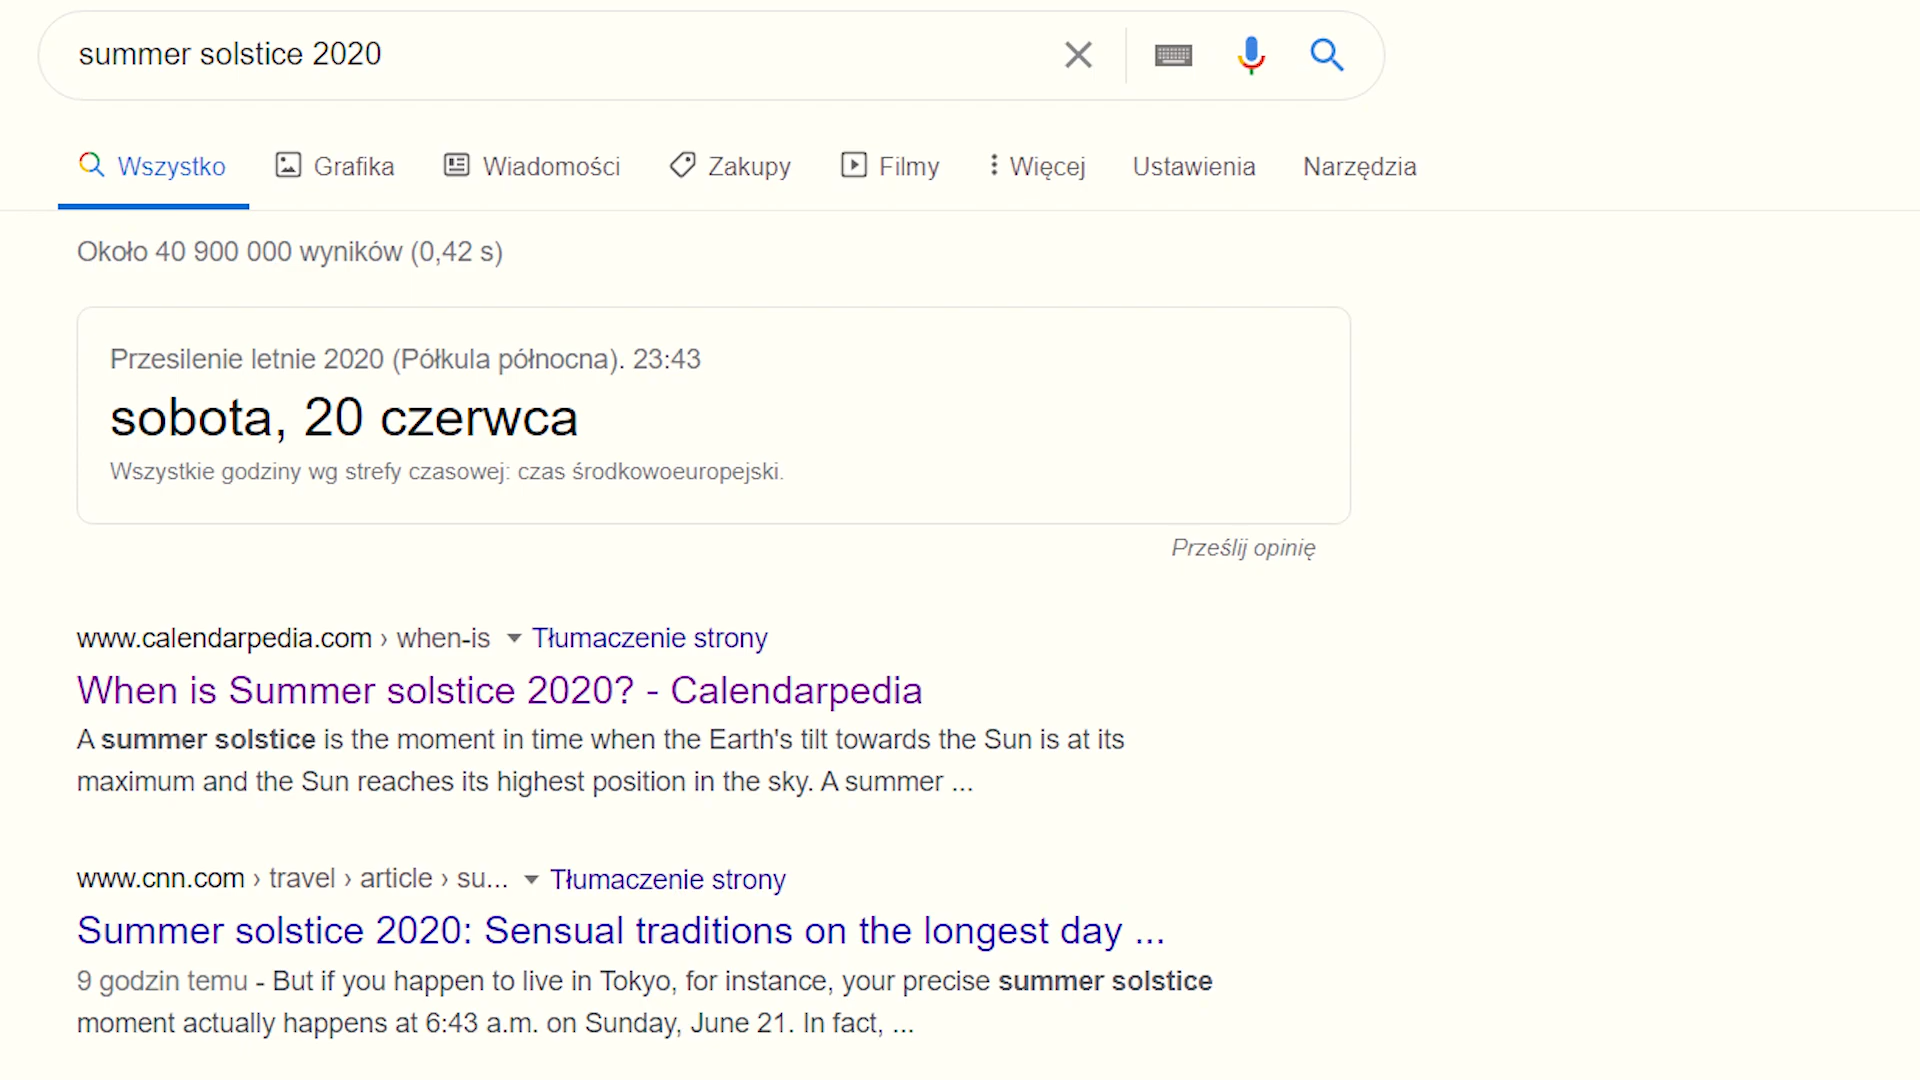 summer solstice 2020
Wszystko Grafika Wiadomości Zakupy Filmy Więcej Ustawienia Narzędzia
Około 40 900 000 wyników (0,42 s)
Przesilenie letnie 2020 (Półkula północna). 23:43
sobota, 20 czerwca
Wszystkie godziny wg strefy czasowej: czas środkowoeuropejski.
Prześlij opinię
www.calendarpedia.com › when-is Tłumaczenie strony
When is Summer solstice 2020? - Calendarpedia
A summer solstice is the moment in time when the Earth's tilt towards the Sun is at its
maximum and the Sun reaches its highest position in the sky. A summer ...
www.cnn.com › travel › article › su... Tłumaczenie strony
Summer solstice 2020: Sensual traditions on the longest day ...
9 godzin temu - But if you happen to live in Tokyo, for instance, your precise summer solstice
moment actually happens at 6:43 a.m. on Sunday, June 21. In fact, ...